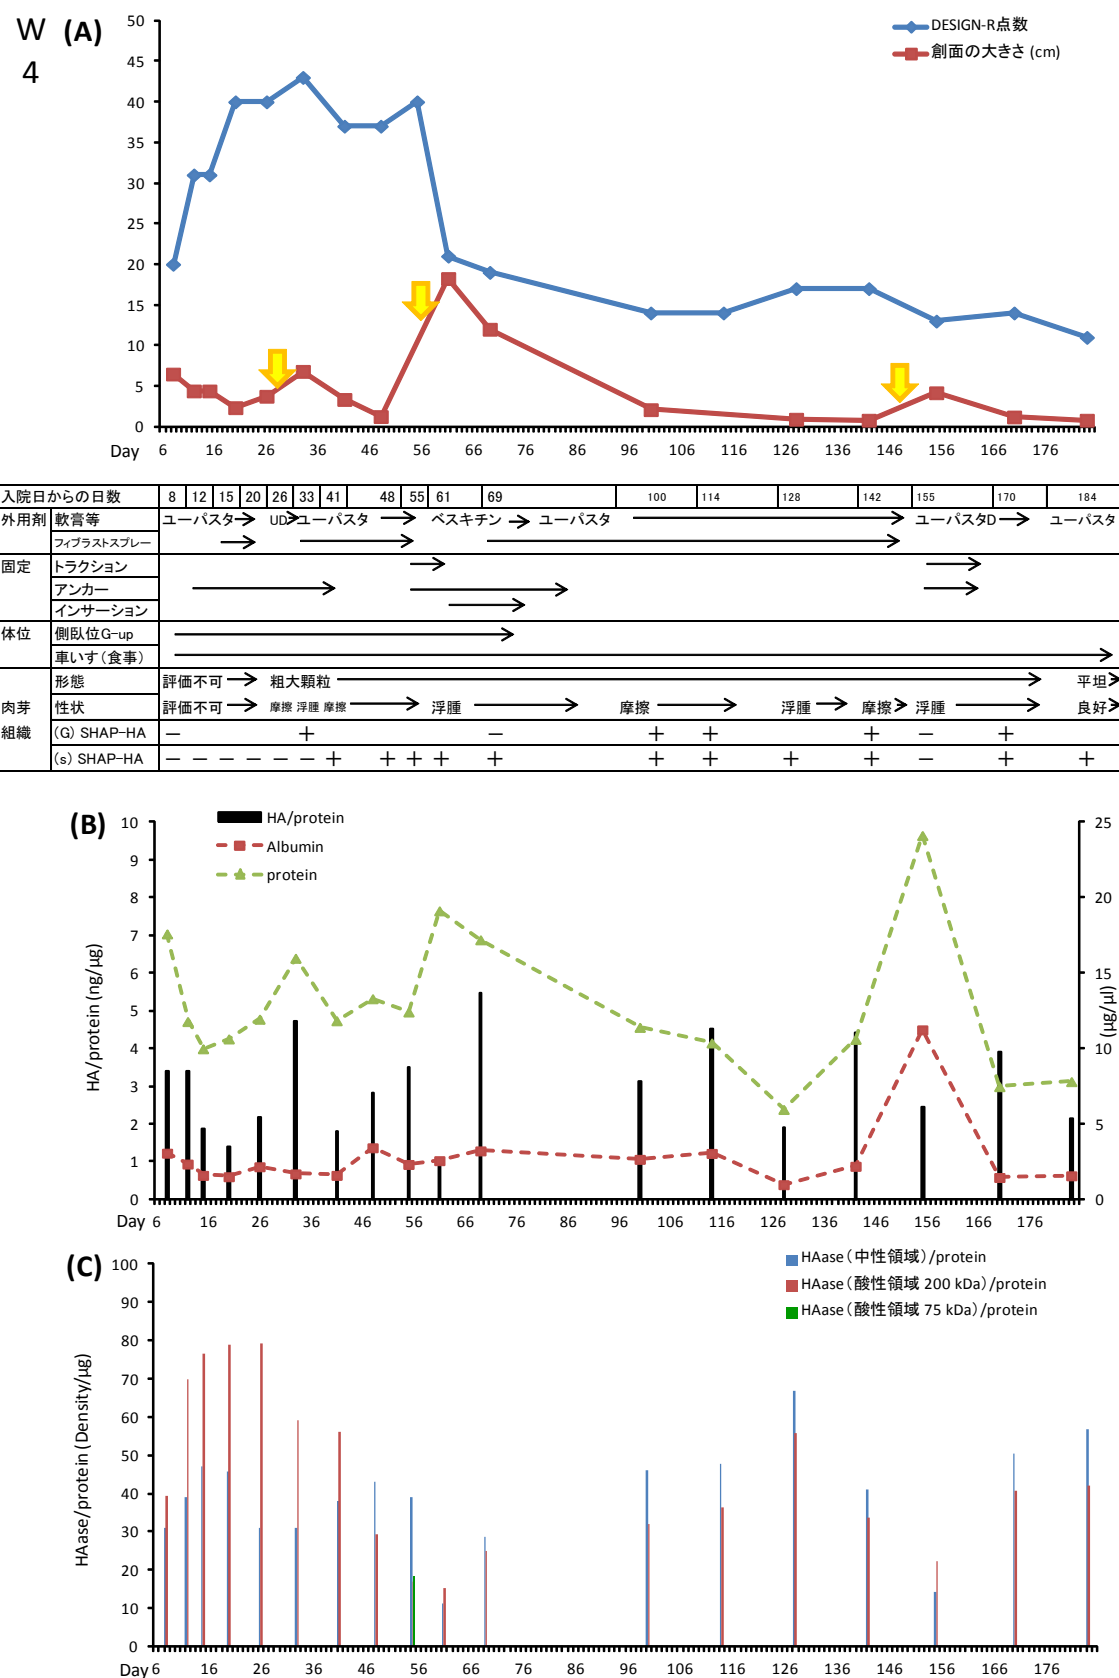 W
4
(A)
DESIGN-R点数
創面の大きさ (cm)
50
45
40
35
30
25
20
15
10
5
0
Day 6 16 26 36 46 56 66 76 86 96 106 116 126 136 146 156 166 176
入院日からの日数 8 12 15 20 26 33 41 48 55 61 69 100 114 128 142 155 170 184
外用剤 軟膏等 ユーパスタ UD ユーパスタ ベスキチン ユーパスタ ユーパスタD ユーパスタ
フィブラストスプレー
固定 トラクション
アンカー
インサーション
体位 側臥位G-up
車いす(食事)
形態 評価不可 粗大顆粒 平坦
肉芽 性状 評価不可 摩擦 浮腫 摩擦 浮腫 摩擦 浮腫 摩擦 浮腫 良好
組織 (G) SHAP-HA － ＋ － ＋ ＋ ＋ － ＋
(s) SHAP-HA － － － － － － ＋ ＋ ＋ ＋ ＋ ＋ ＋ ＋ ＋ － ＋ ＋
(B)
HA/protein
Albumin
protein
HA/protein (ng/μg)
10
9
8
7
6
5
4
3
2
1
0
25
20
15
10
5
0
(μg/μl)
Day 6 16 26 36 46 56 66 76 86 96 106 116 126 136 146 156 166 176
(C)
HAase(中性領域)/protein
HAase(酸性領域 200 kDa)/protein
HAase(酸性領域 75 kDa)/protein
HAase/protein (Density/μg)
100
90
80
70
60
50
40
30
20
10
0
Day 6 16 26 36 46 56 66 76 86 96 106 116 126 136 146 156 166 176